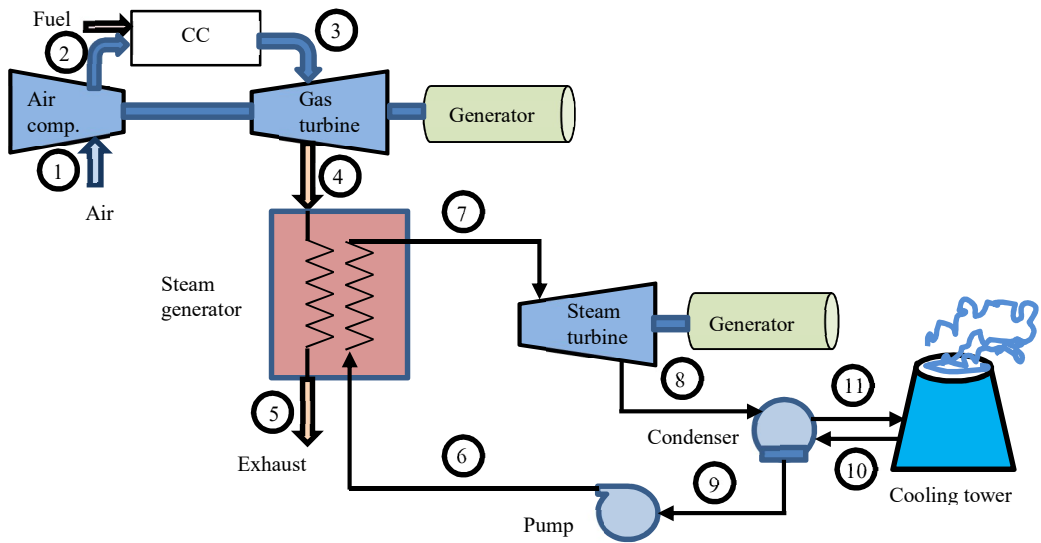 Fuel
CC
2
3
Air
comp.
Gas
turbine
Generator
1
4
Air
7
Steam
generator
Steam
turbine
Generator
8
11
5
Condenser
Exhaust
6
9
10
Cooling tower
Pump